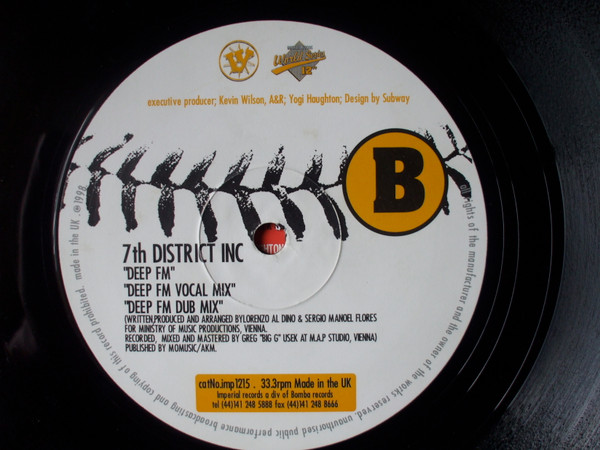 executive producer; Kevin Wilson, A&R; Yogi Haughton; Design by Subway
B
7th DISTRICT INC
"DEEP FM"
"DEEP FM VOCAL MIX"
"DEEP FM DUB MIX"
(WRITTEN,PRODUCED AND ARRANGED BYLORENZO AL DINO & SERGIO MANOEL FLORES
FOR MINISTRY OF MUSIC PRODUCTIONS, VIENNA.
RECORDED, MIXED AND MASTERED BY GREG "BIG G" USEK AT M.A.P STUDIO, VIENNA)
PUBLISHED BY MOMUSIC/AKM.
catNo.imp1215 . 33.3rpm Made in the UK
Imperial records a div of Bomba records
tel (44)141 248 5888 fax (44)141 248 8666
all rights of the manufacturer and the owner of the works reserved. unauthorised public performance broadcasting and copying of this record prohibited. made in the UK . ℗1998